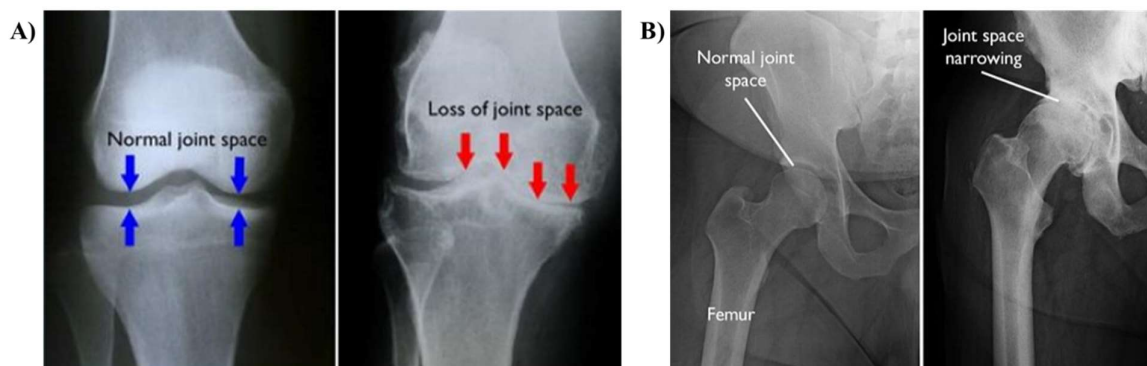 A)
Normal joint space
Loss of joint space
B)
Normal joint
space
Femur
Joint space
narrowing